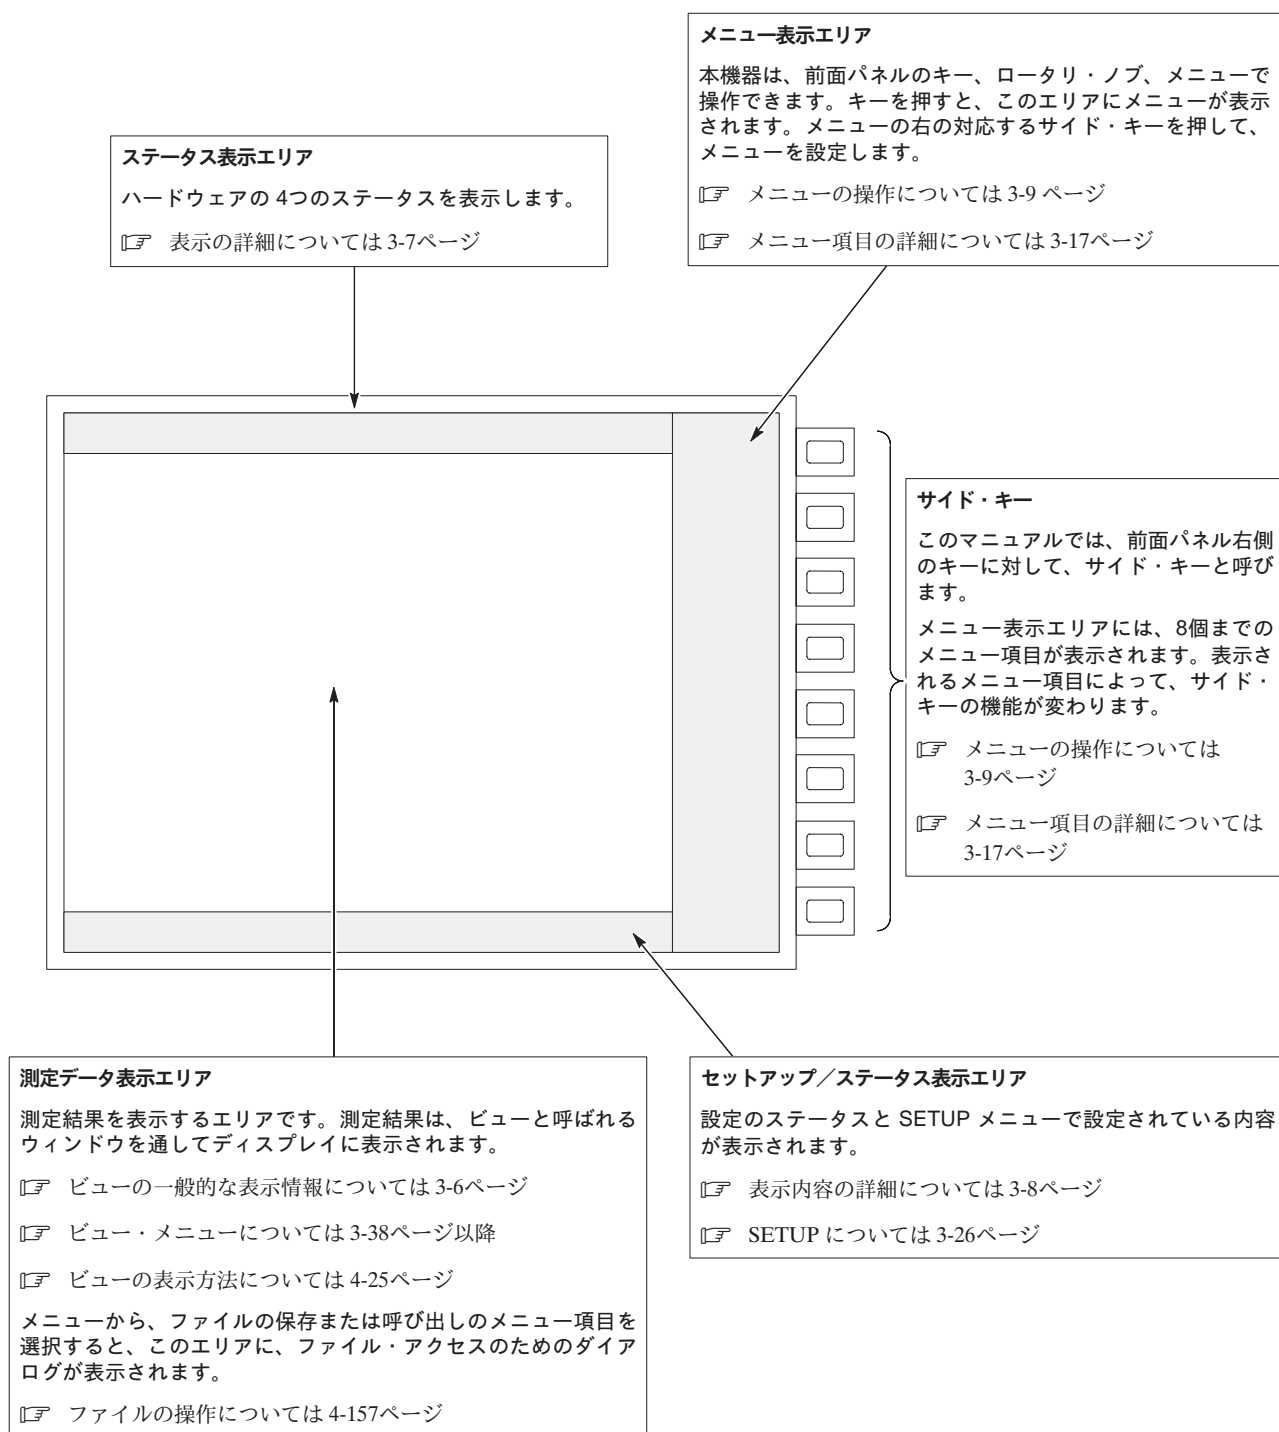 メニュー表示エリア
本機器は、前面パネルのキー、ロータリ・ノブ、メニューで
操作できます。キーを押すと、このエリアにメニューが表示
されます。メニューの右の対応するサイド・キーを押して、
メニューを設定します。
☞ メニューの操作については 3-9 ページ
☞ メニュー項目の詳細については 3-17ページ
ステータス表示エリア
ハードウェアの 4つのステータスを表示します。
☞ 表示の詳細については 3-7ページ
サイド・キー
このマニュアルでは、前面パネル右側
のキーに対して、サイド・キーと呼び
ます。
メニュー表示エリアには、8個までの
メニュー項目が表示されます。表示さ
れるメニュー項目によって、サイド・
キーの機能が変わります。
☞ メニューの操作については
3-9ページ
☞ メニュー項目の詳細については
3-17ページ
測定データ表示エリア
測定結果を表示するエリアです。測定結果は、ビューと呼ばれる
ウィンドウを通してディスプレイに表示されます。
☞ ビューの一般的な表示情報については 3-6ページ
☞ ビュー・メニューについては 3-38ページ以降
☞ ビューの表示方法については 4-25ページ
メニューから、ファイルの保存または呼び出しのメニュー項目を
選択すると、このエリアに、ファイル・アクセスのためのダイア
ログが表示されます。
☞ ファイルの操作については 4-157ページ
セットアップ／ステータス表示エリア
設定のステータスと SETUP メニューで設定されている内容
が表示されます。
☞ 表示内容の詳細については 3-8ページ
☞ SETUP については 3-26ページ